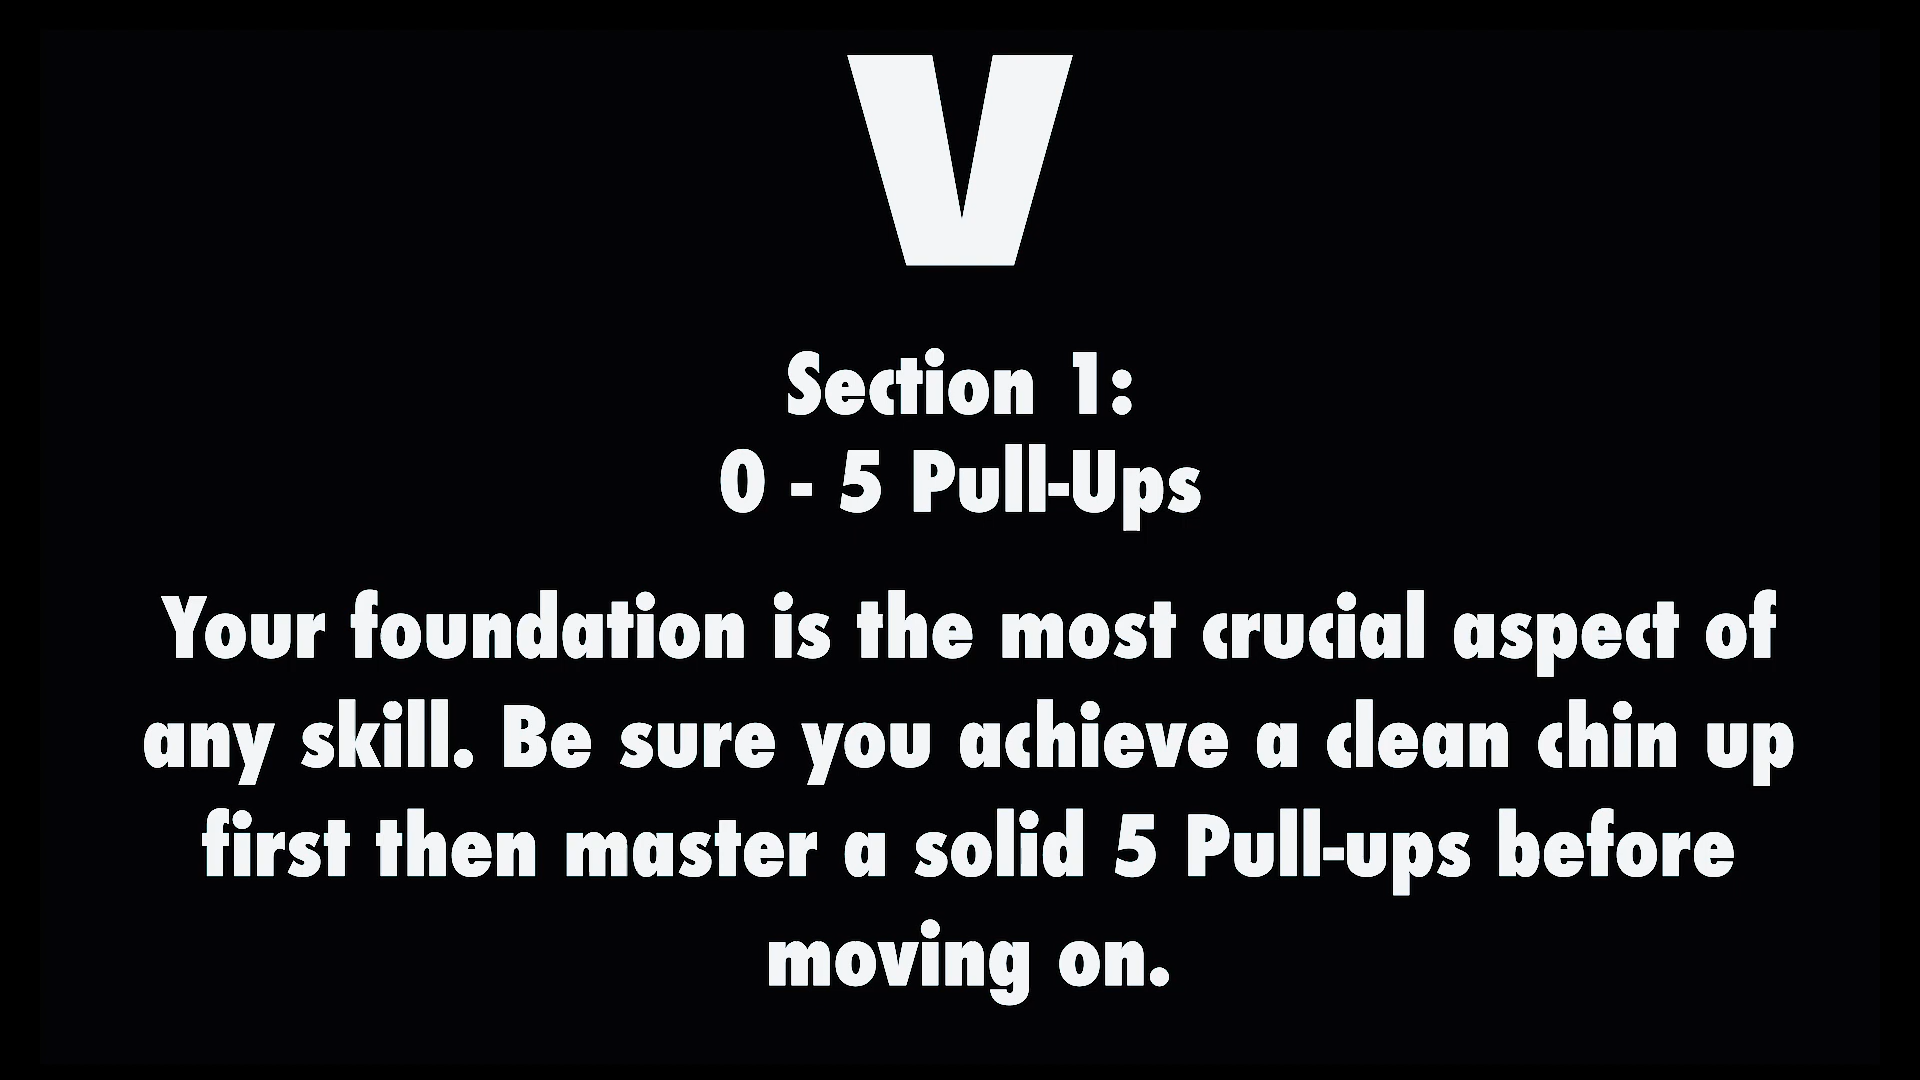 V
Section 1:
0 - 5 Pull-Ups
Your foundation is the most crucial aspect of
any skill. Be sure you achieve a clean chin up
first then master a solid 5 Pull-ups before
moving on.